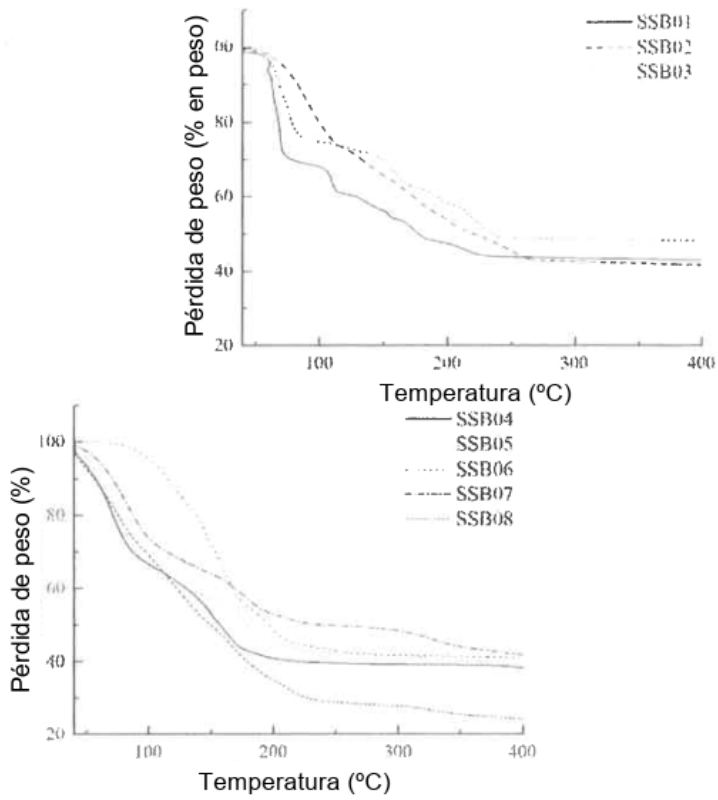 SSB01
SSB02
SSB03
Pérdida de peso (% en peso)
00
80
60
40
20
100
200
300
400
Temperatura (ºC)
SSB04
SSB05
SSB06
SSB07
SSB08
Pérdida de peso (%)
100
80
60
40
20
100
200
300
400
Temperatura (ºC)